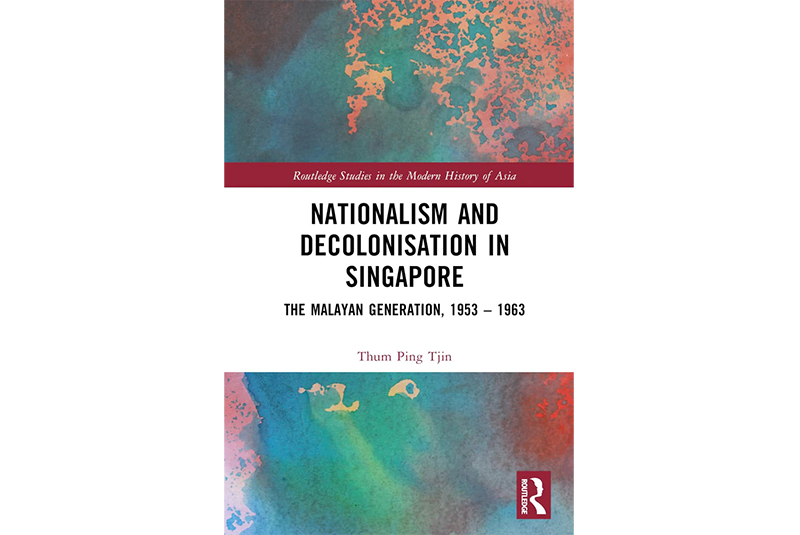 Routledge Studies in the Modern History of Asia
NATIONALISM AND
DECOLONISATION IN
SINGAPORE
THE MALAYAN GENERATION, 1953 – 1963
Thum Ping Tjin
ROUTLEDGE